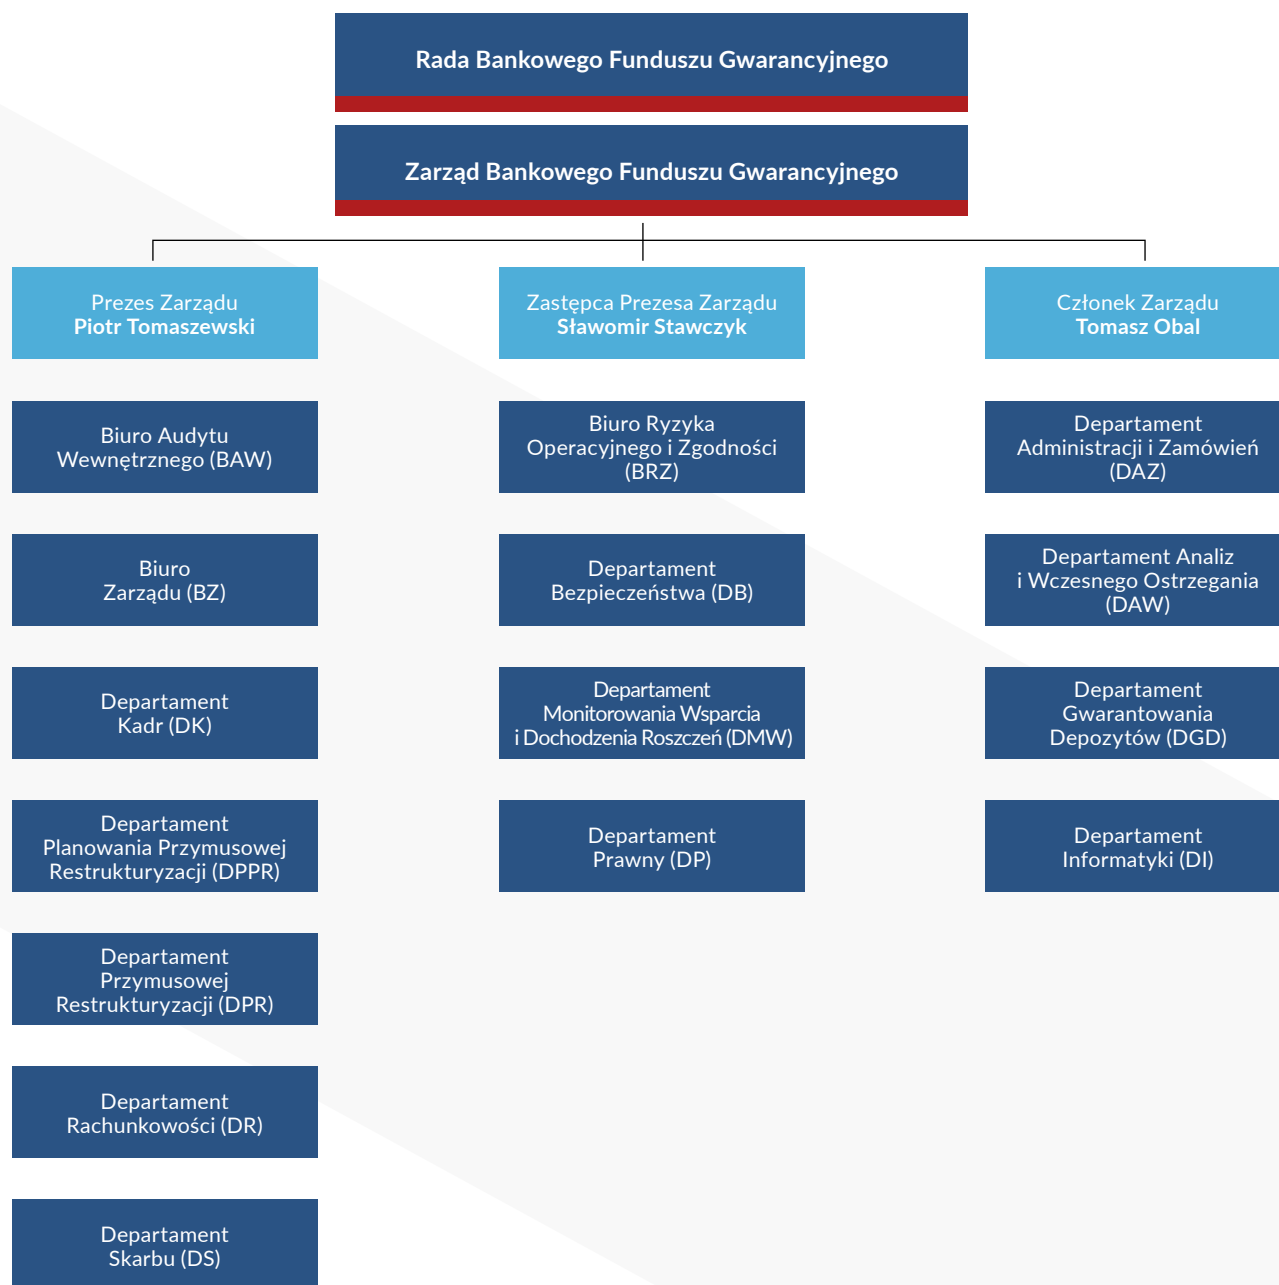 Rada Bankowego Funduszu Gwarancyjnego
Zarząd Bankowego Funduszu Gwarancyjnego
Prezes Zarządu
Piotr Tomaszewski
Biuro Audytu
Wewnętrznego (BAW)
Biuro
Zarządu (BZ)
Departament
Kadr (DK)
Departament
Planowania Przymusowej
Restrukturyzacji (DPPR)
Departament
Przymusowej
Restrukturyzacji (DPR)
Departament
Rachunkowości (DR)
Departament
Skarbu (DS)
Zastępca Prezesa Zarządu
Sławomir Stawczyk
Biuro Ryzyka
Operacyjnego i Zgodności
(BRZ)
Departament
Bezpieczeństwa (DB)
Departament
Monitorowania Wsparcia
i Dochodzenia Roszczeń (DMW)
Departament
Prawny (DP)
Członek Zarządu
Tomasz Obal
Departament
Administracji i Zamówień
(DAZ)
Departament Analiz
i Wczesnego Ostrzegania
(DAW)
Departament
Gwarantowania
Depozytów (DGD)
Departament
Informatyki (DI)